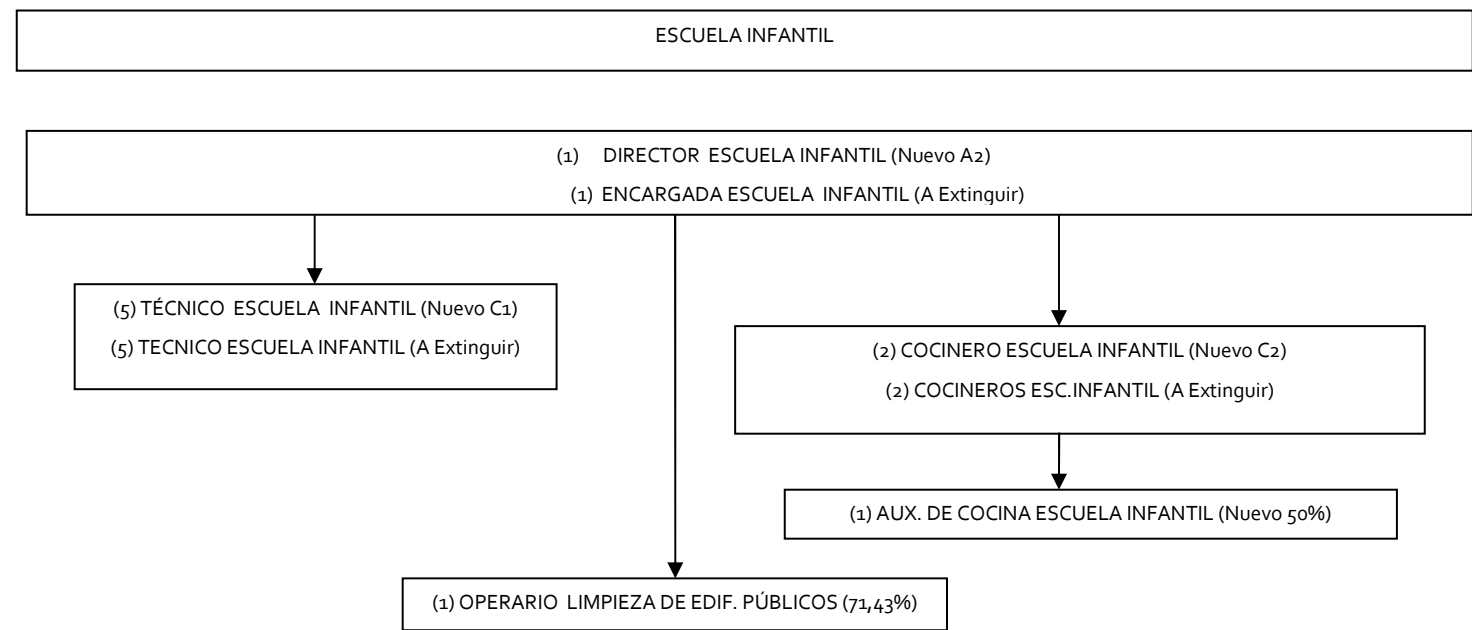 ESCUELA INFANTIL
(1) DIRECTOR ESCUELA INFANTIL (Nuevo A2)
(1) ENCARGADA ESCUELA INFANTIL (A Extinguir)
(5) TÉCNICO ESCUELA INFANTIL (Nuevo C1)
(5) TECNICO ESCUELA INFANTIL (A Extinguir)
(2) COCINERO ESCUELA INFANTIL (Nuevo C2)
(2) COCINEROS ESC.INFANTIL (A Extinguir)
(1) AUX. DE COCINA ESCUELA INFANTIL (Nuevo 50%)
(1) OPERARIO LIMPIEZA DE EDIF. PÚBLICOS (71,43%)